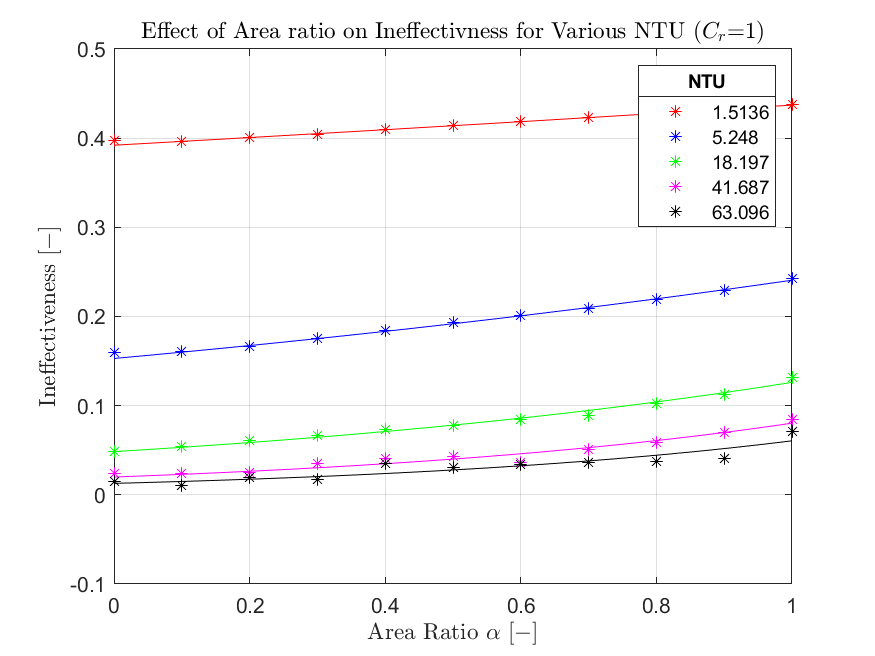 Effect of Area ratio on Ineffectivness for Various NTU (C_r=1)
0.5
0.4
0.3
0.2
0.1
0
-0.1
Ineffectiveness [−]
NTU
1.5136
5.248
18.197
41.687
63.096
0 0.2 0.4 0.6 0.8 1
Area Ratio α [−]